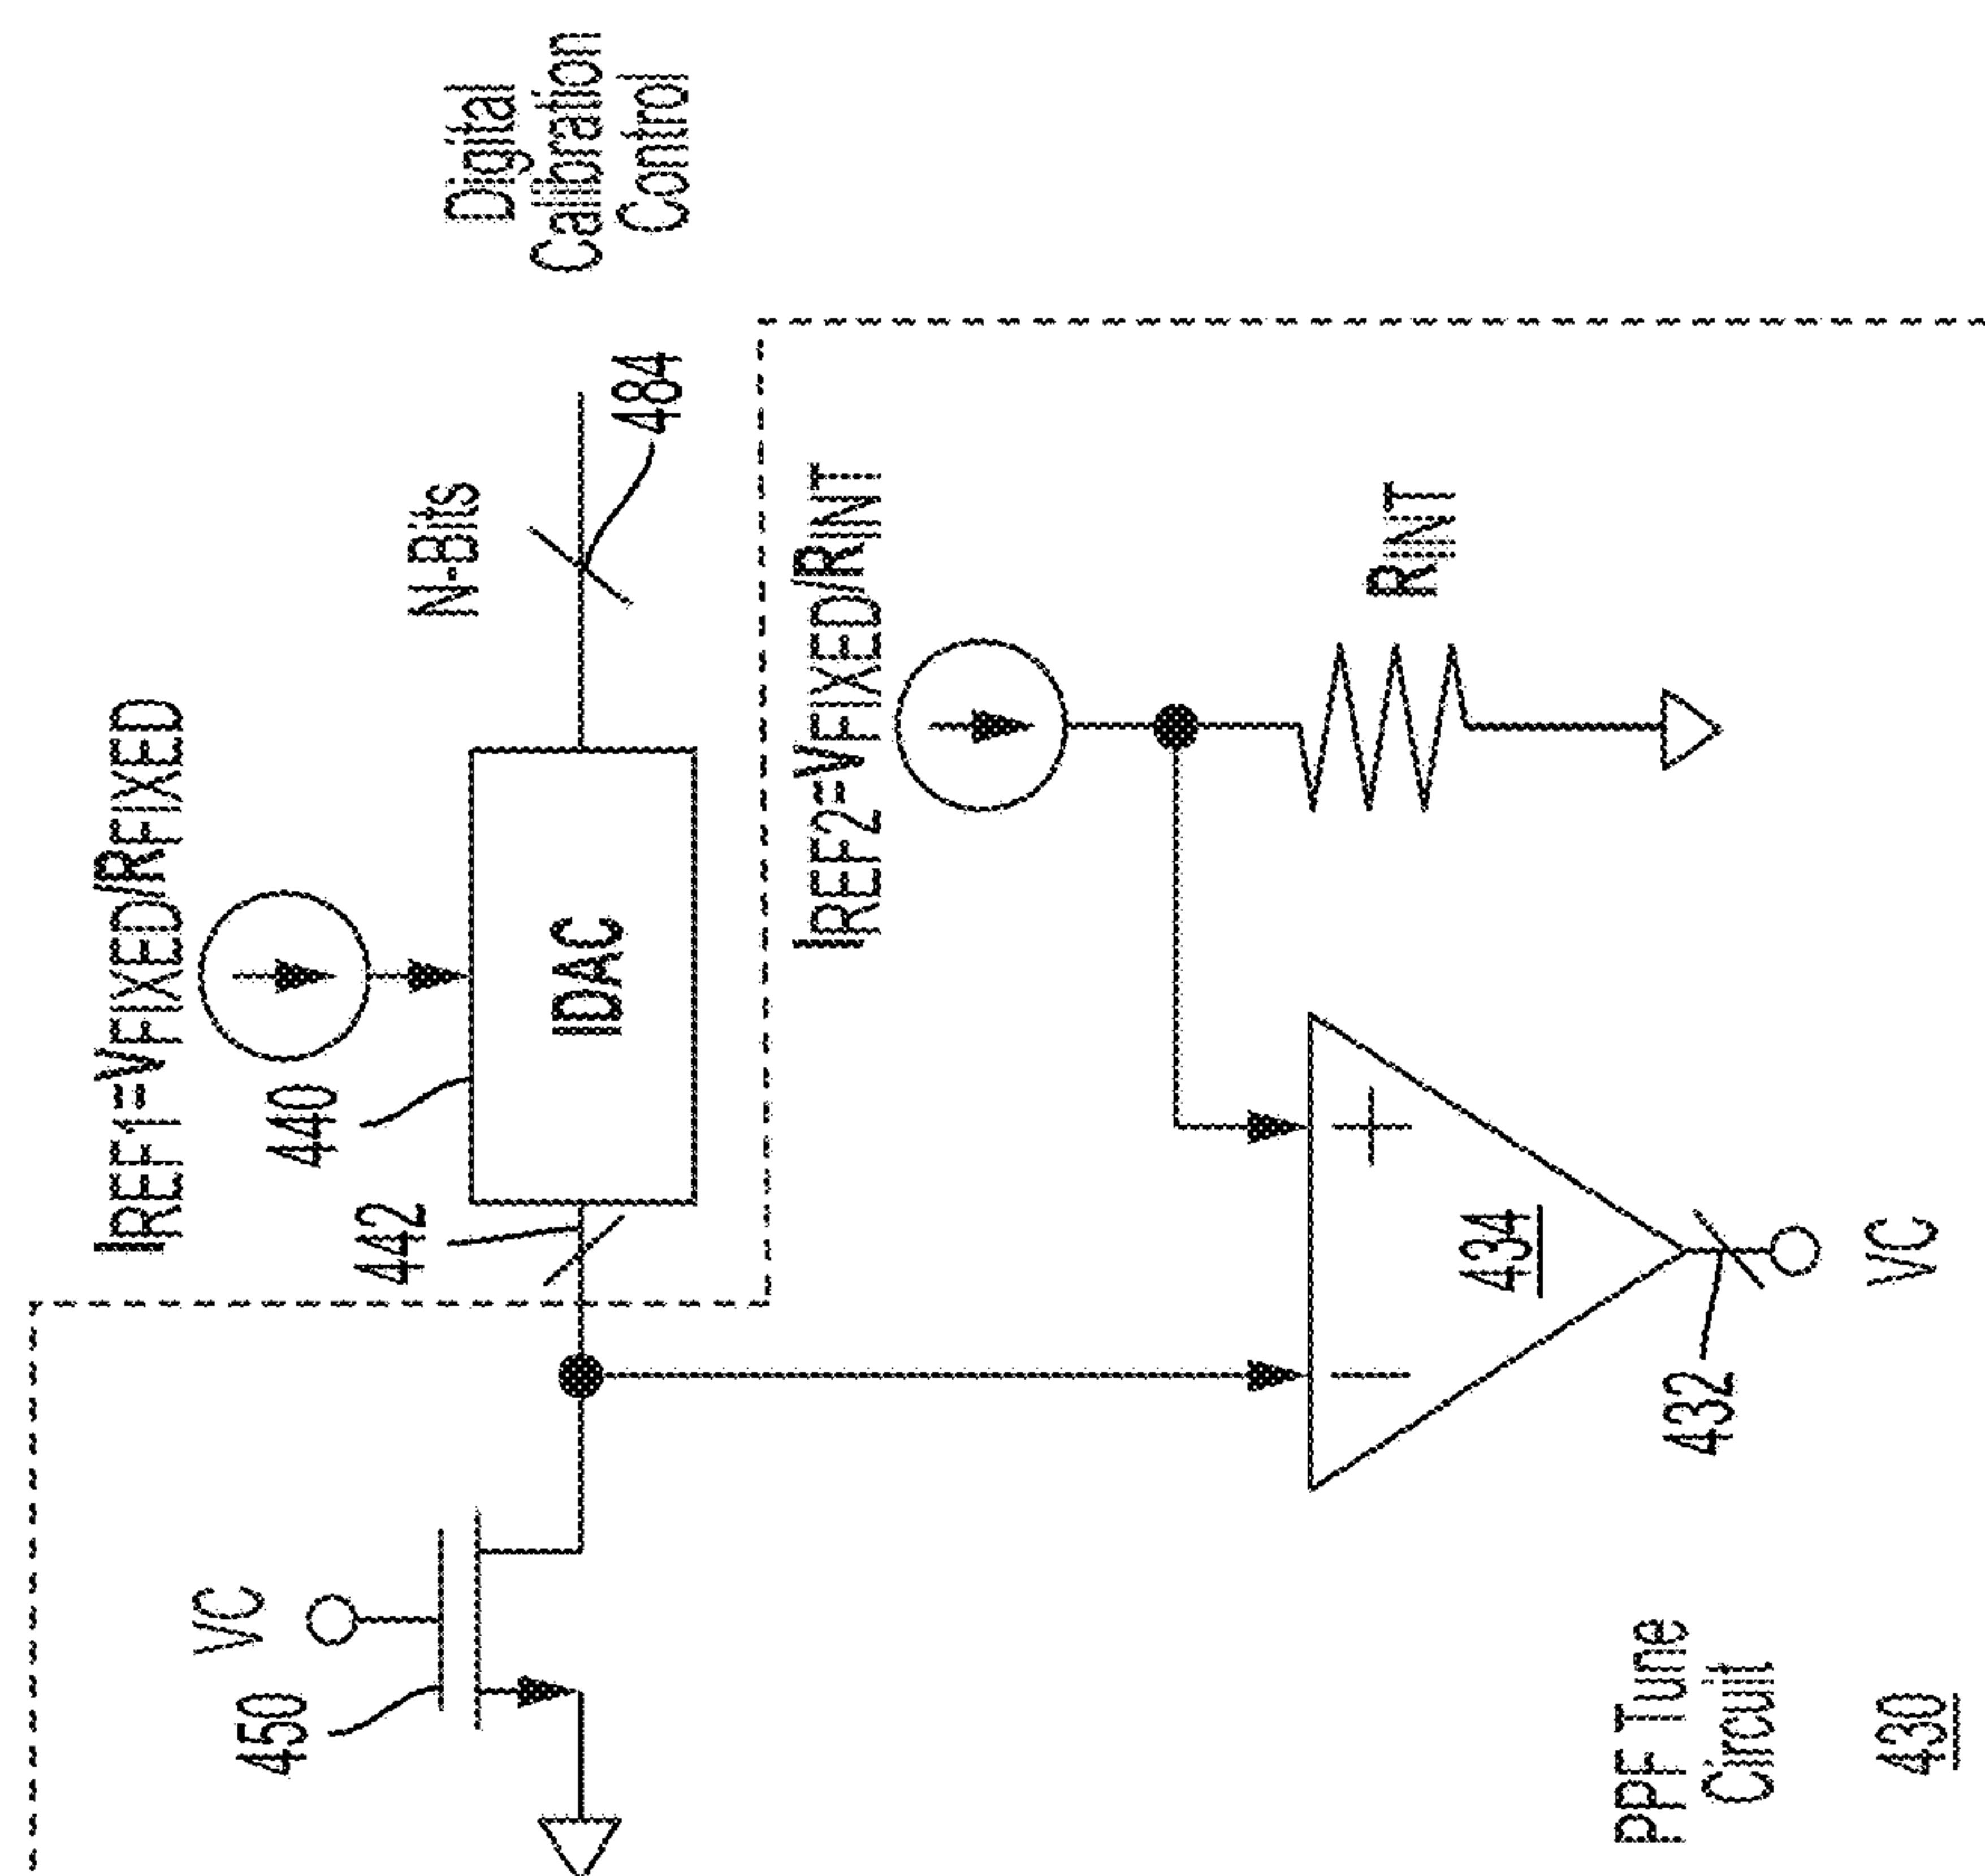 IREF1=VFIXED/RFIXED
VC
450
440
442
N-Bits
Digital
Calibration
Control
IDAC
484
IREF2=VFIXED/RINT
− +
RINT
434
432
PPF Tune
Circuit
430
VC